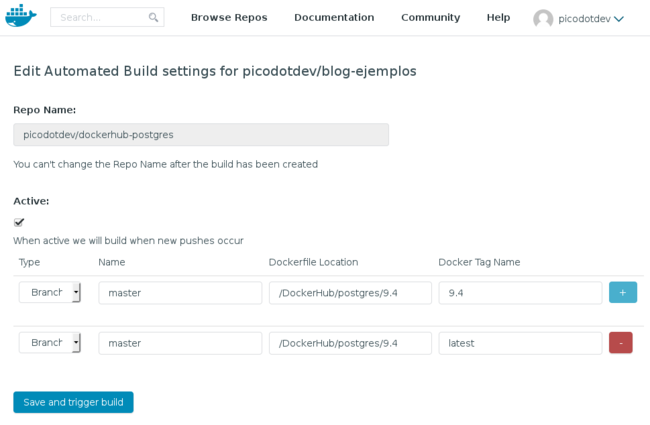 Search... Browse Repos Documentation Community Help picodotdev
Edit Automated Build settings for picodotdev/blog-ejemplos
Repo Name:
picodotdev/dockerhub-postgres
You can't change the Repo Name after the build has been created
Active:
When active we will build when new pushes occur
Type Name Dockerfile Location Docker Tag Name
Branch master /DockerHub/postgres/9.4 9.4 +
Branch master /DockerHub/postgres/9.4 latest -
Save and trigger build